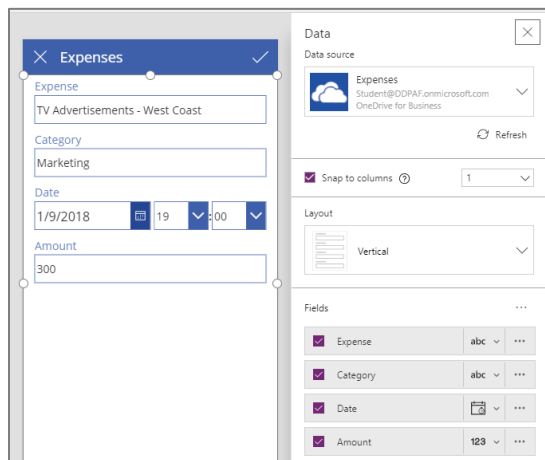 Expenses
Expense
TV Advertisements - West Coast
Category
Marketing
Date
1/9/2018 19 : 00
Amount
300
Data
Data source
Expenses
Student@DDPAF.onmicrosoft.com
OneDrive for Business
Refresh
Snap to columns ? 1
Layout
Vertical
Fields ...
Expense abc ...
Category abc ...
Date ...
Amount 123 ...